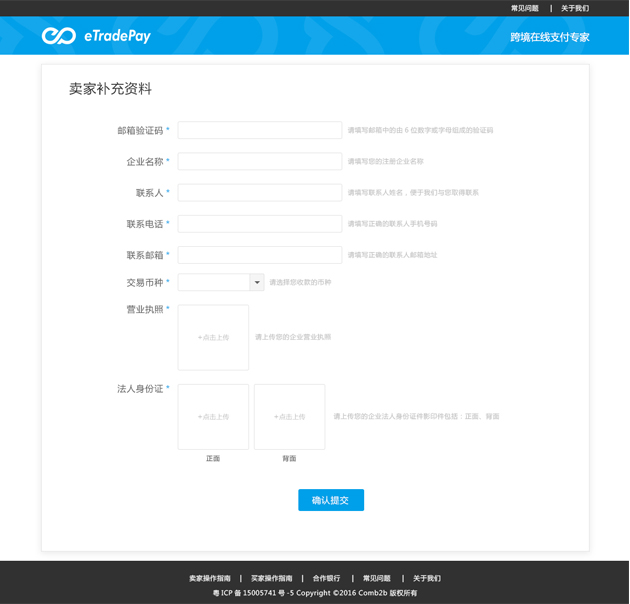 常见问题 | 关于我们
eTradePay 跨境在线支付专家
卖家补充资料
邮箱验证码 * 请填写邮箱中的由 6 位数字或字母组成的验证码
企业名称 * 请填写您的注册企业名称
联系人 * 请填写联系人姓名，便于我们与您取得联系
联系电话 * 请填写正确的联系人手机号码
联系邮箱 * 请填写正确的联系人邮箱地址
交易币种 * 请选择您收款的币种
营业执照 *
+点击上传 请上传您的企业营业执照
法人身份证 *
+点击上传 +点击上传 请上传您的企业法人身份证件影印件包括：正面、背面
正面 背面
确认提交
卖家操作指南 | 买家操作指南 | 合作银行 | 常见问题 | 关于我们
粤 ICP 备 15005741 号 -5 Copyright ©2016 Comb2b 版权所有